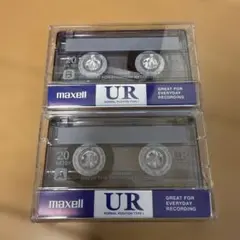 maxell
UR
NORMAL POSITION · TYPE I
GREAT FOR
EVERYDAY
RECORDING
20
maxell
UR
NORMAL POSITION · TYPE I
GREAT FOR
EVERYDAY
RECORDING